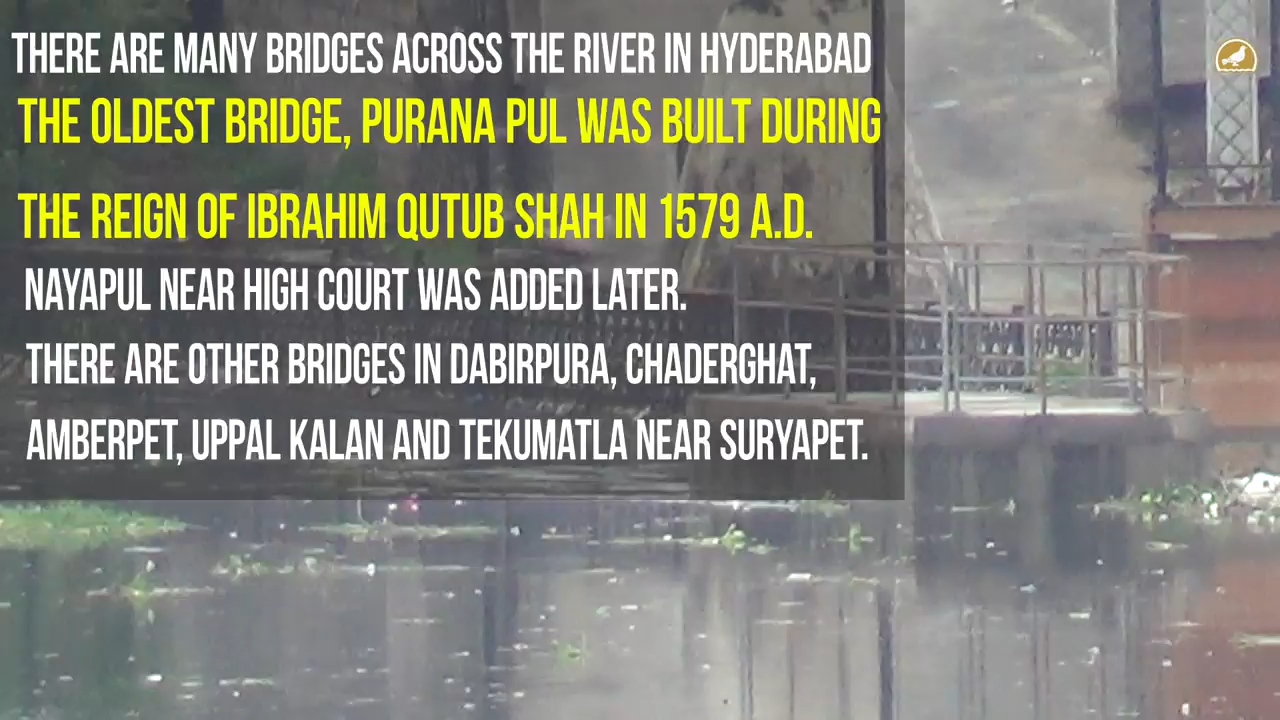 THERE ARE MANY BRIDGES ACROSS THE RIVER IN HYDERABAD
THE OLDEST BRIDGE, PURANA PUL WAS BUILT DURING
THE REIGN OF IBRAHIM QUTUB SHAH IN 1579 A.D.
NAYAPUL NEAR HIGH COURT WAS ADDED LATER.
THERE ARE OTHER BRIDGES IN DABIRPURA, CHADERGHAT,
AMBERPET, UPPAL KALAN AND TEKUMATLA NEAR SURYAPET.